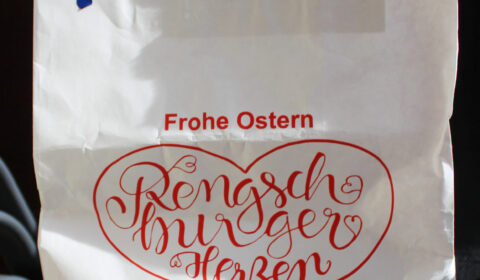 Frohe Ostern
Rengsch
burger
Herzen